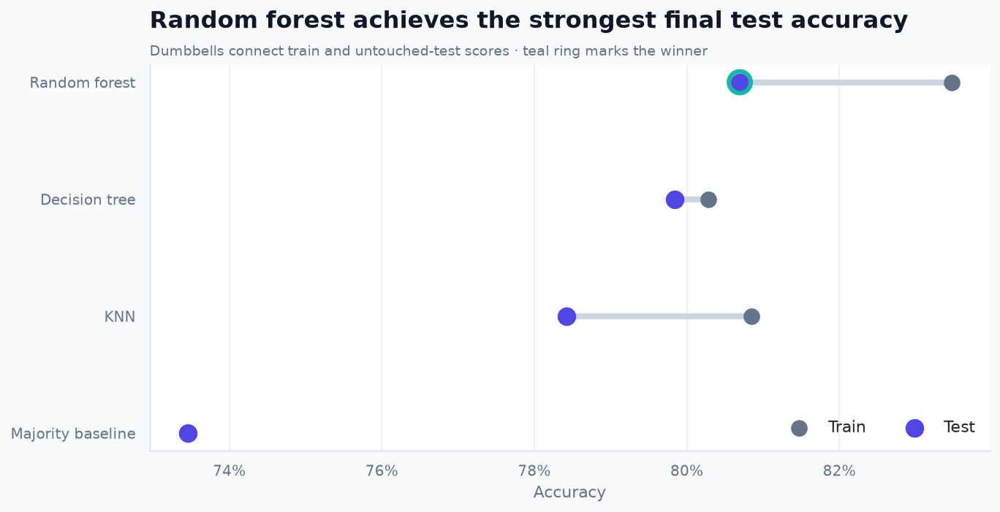 Random forest achieves the strongest final test accuracy
Dumbbells connect train and untouched-test scores · teal ring marks the winner
Random forest
Decision tree
KNN
Majority baseline
Train
Test
74%
76%
78%
80%
82%
Accuracy